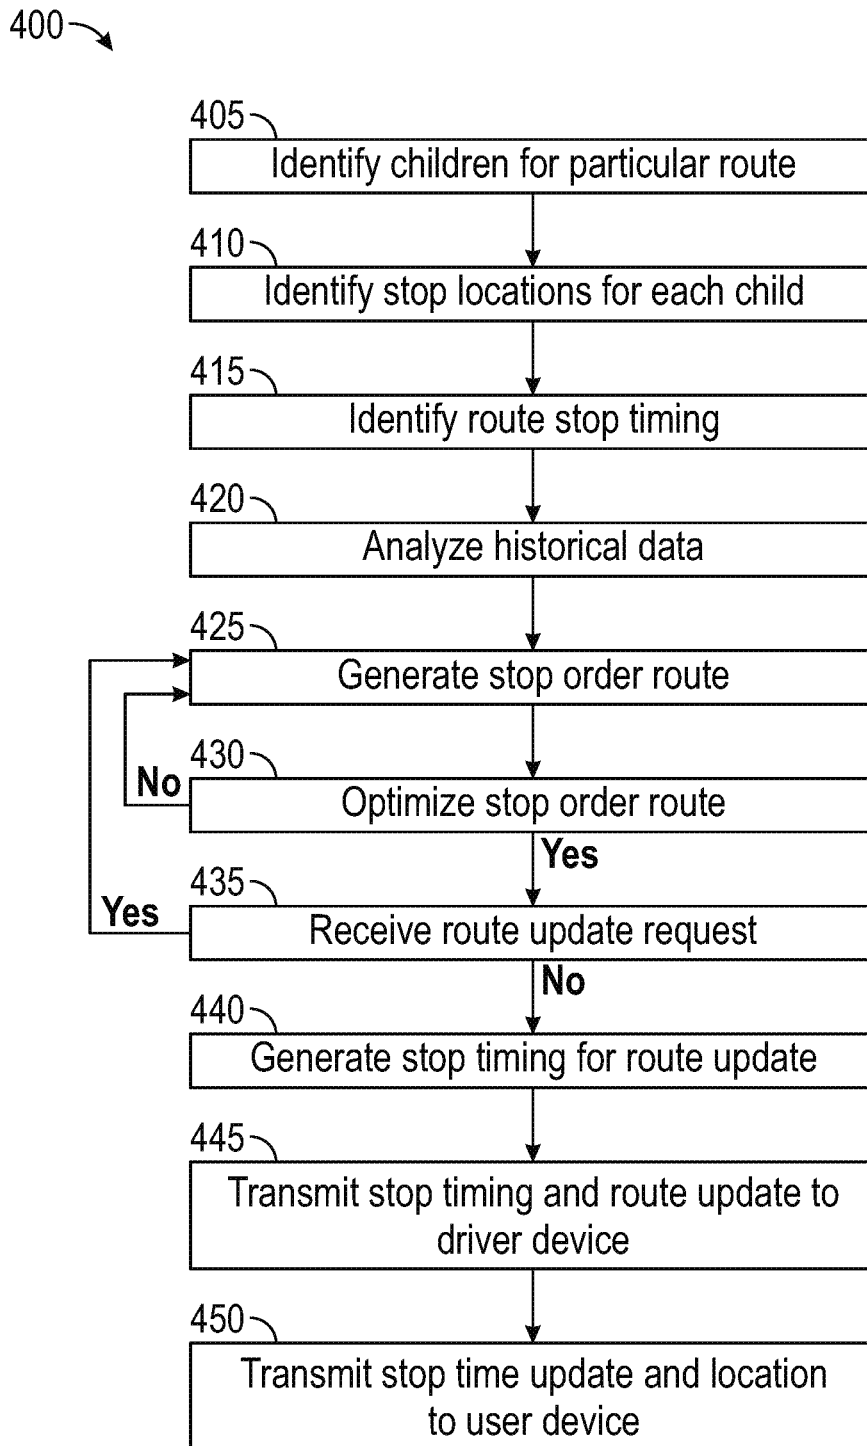 400
405
Identify children for particular route
410
Identify stop locations for each child
415
Identify route stop timing
420
Analyze historical data
425
Generate stop order route
430
No
Optimize stop order route
Yes
435
Yes
Receive route update request
No
440
Generate stop timing for route update
445
Transmit stop timing and route update to
driver device
450
Transmit stop time update and location
to user device